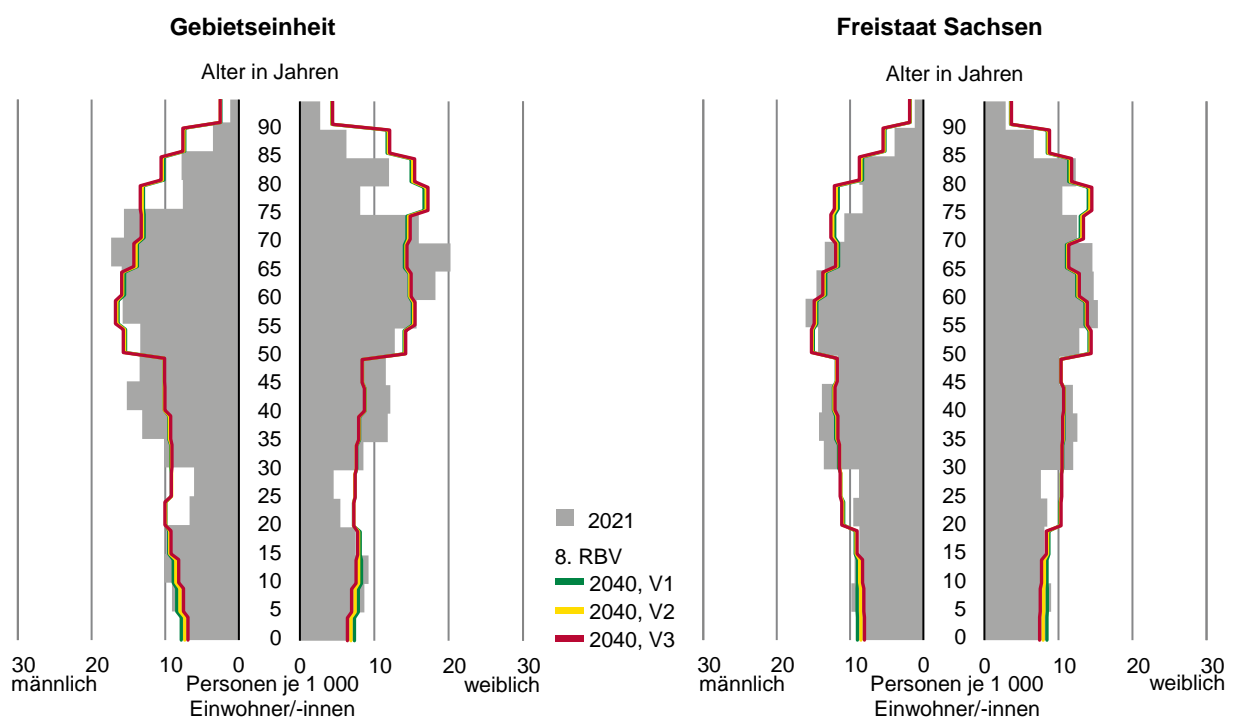 Gebietseinheit
Alter in Jahren
90
85
80
75
70
65
60
55
50
45
40
35
30
25
20
15
10
5
0
30 20 10 0 0 10 20 30
männlich Personen je 1 000 weiblich
Einwohner/-innen
2021
8. RBV
2040, V1
2040, V2
2040, V3
Freistaat Sachsen
Alter in Jahren
90
85
80
75
70
65
60
55
50
45
40
35
30
25
20
15
10
5
0
30 20 10 0 0 10 20 30
männlich Personen je 1 000 weiblich
Einwohner/-innen